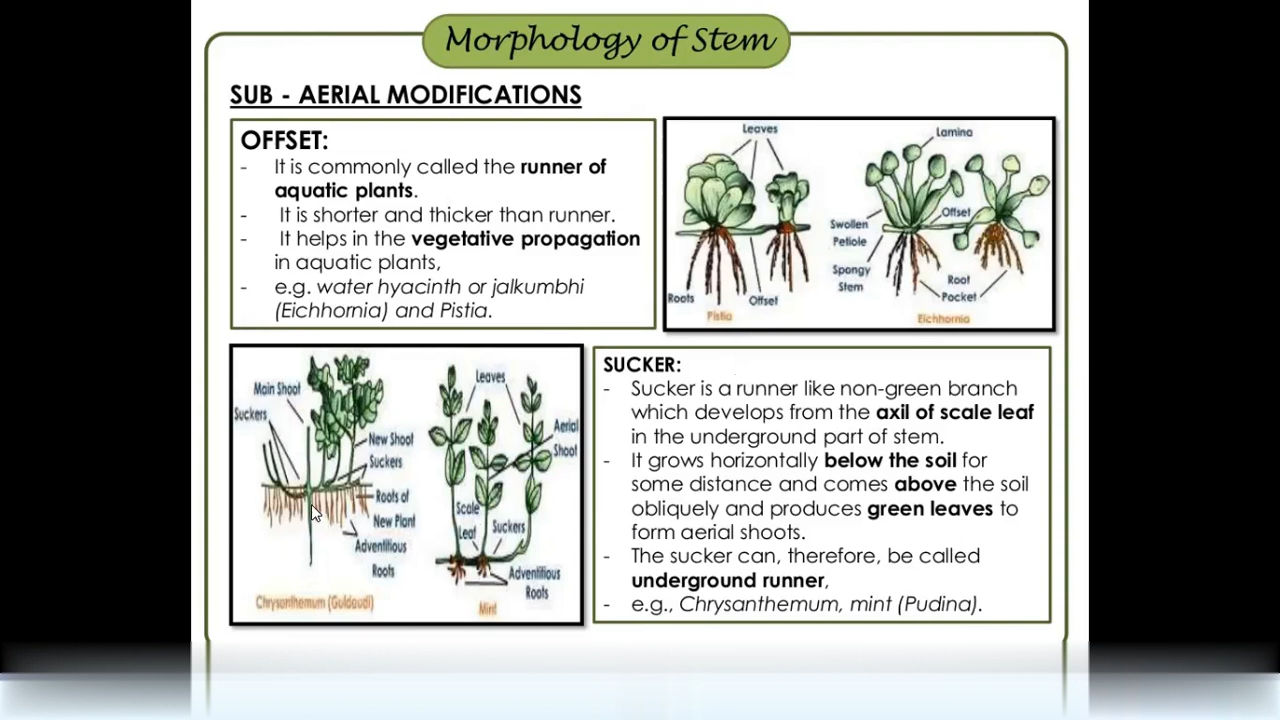 Morphology of Stem
SUB - AERIAL MODIFICATIONS
OFFSET:
- It is commonly called the runner of
aquatic plants.
- It is shorter and thicker than runner.
- It helps in the vegetative propagation
in aquatic plants,
- e.g. water hyacinth or jalkumbhi
(Eichhornia) and Pistia.
Leaves
Roots
Offset
Pistia
Lamina
Offset
Swollen
Petiole
Spongy
Stem
Root
Pocket
Eichhornia
Main Shoot
Suckers
New Shoot
Suckers
Roots of
New Plant
Adventitious
Roots
Chrysanthemum (Guldaudi)
Leaves
Aerial
Shoot
Scale
Leaf
Suckers
Adventitious
Roots
Mint
SUCKER:
- Sucker is a runner like non-green branch
which develops from the axil of scale leaf
in the underground part of stem.
- It grows horizontally below the soil for
some distance and comes above the soil
obliquely and produces green leaves to
form aerial shoots.
- The sucker can, therefore, be called
underground runner,
- e.g., Chrysanthemum, mint (Pudina).